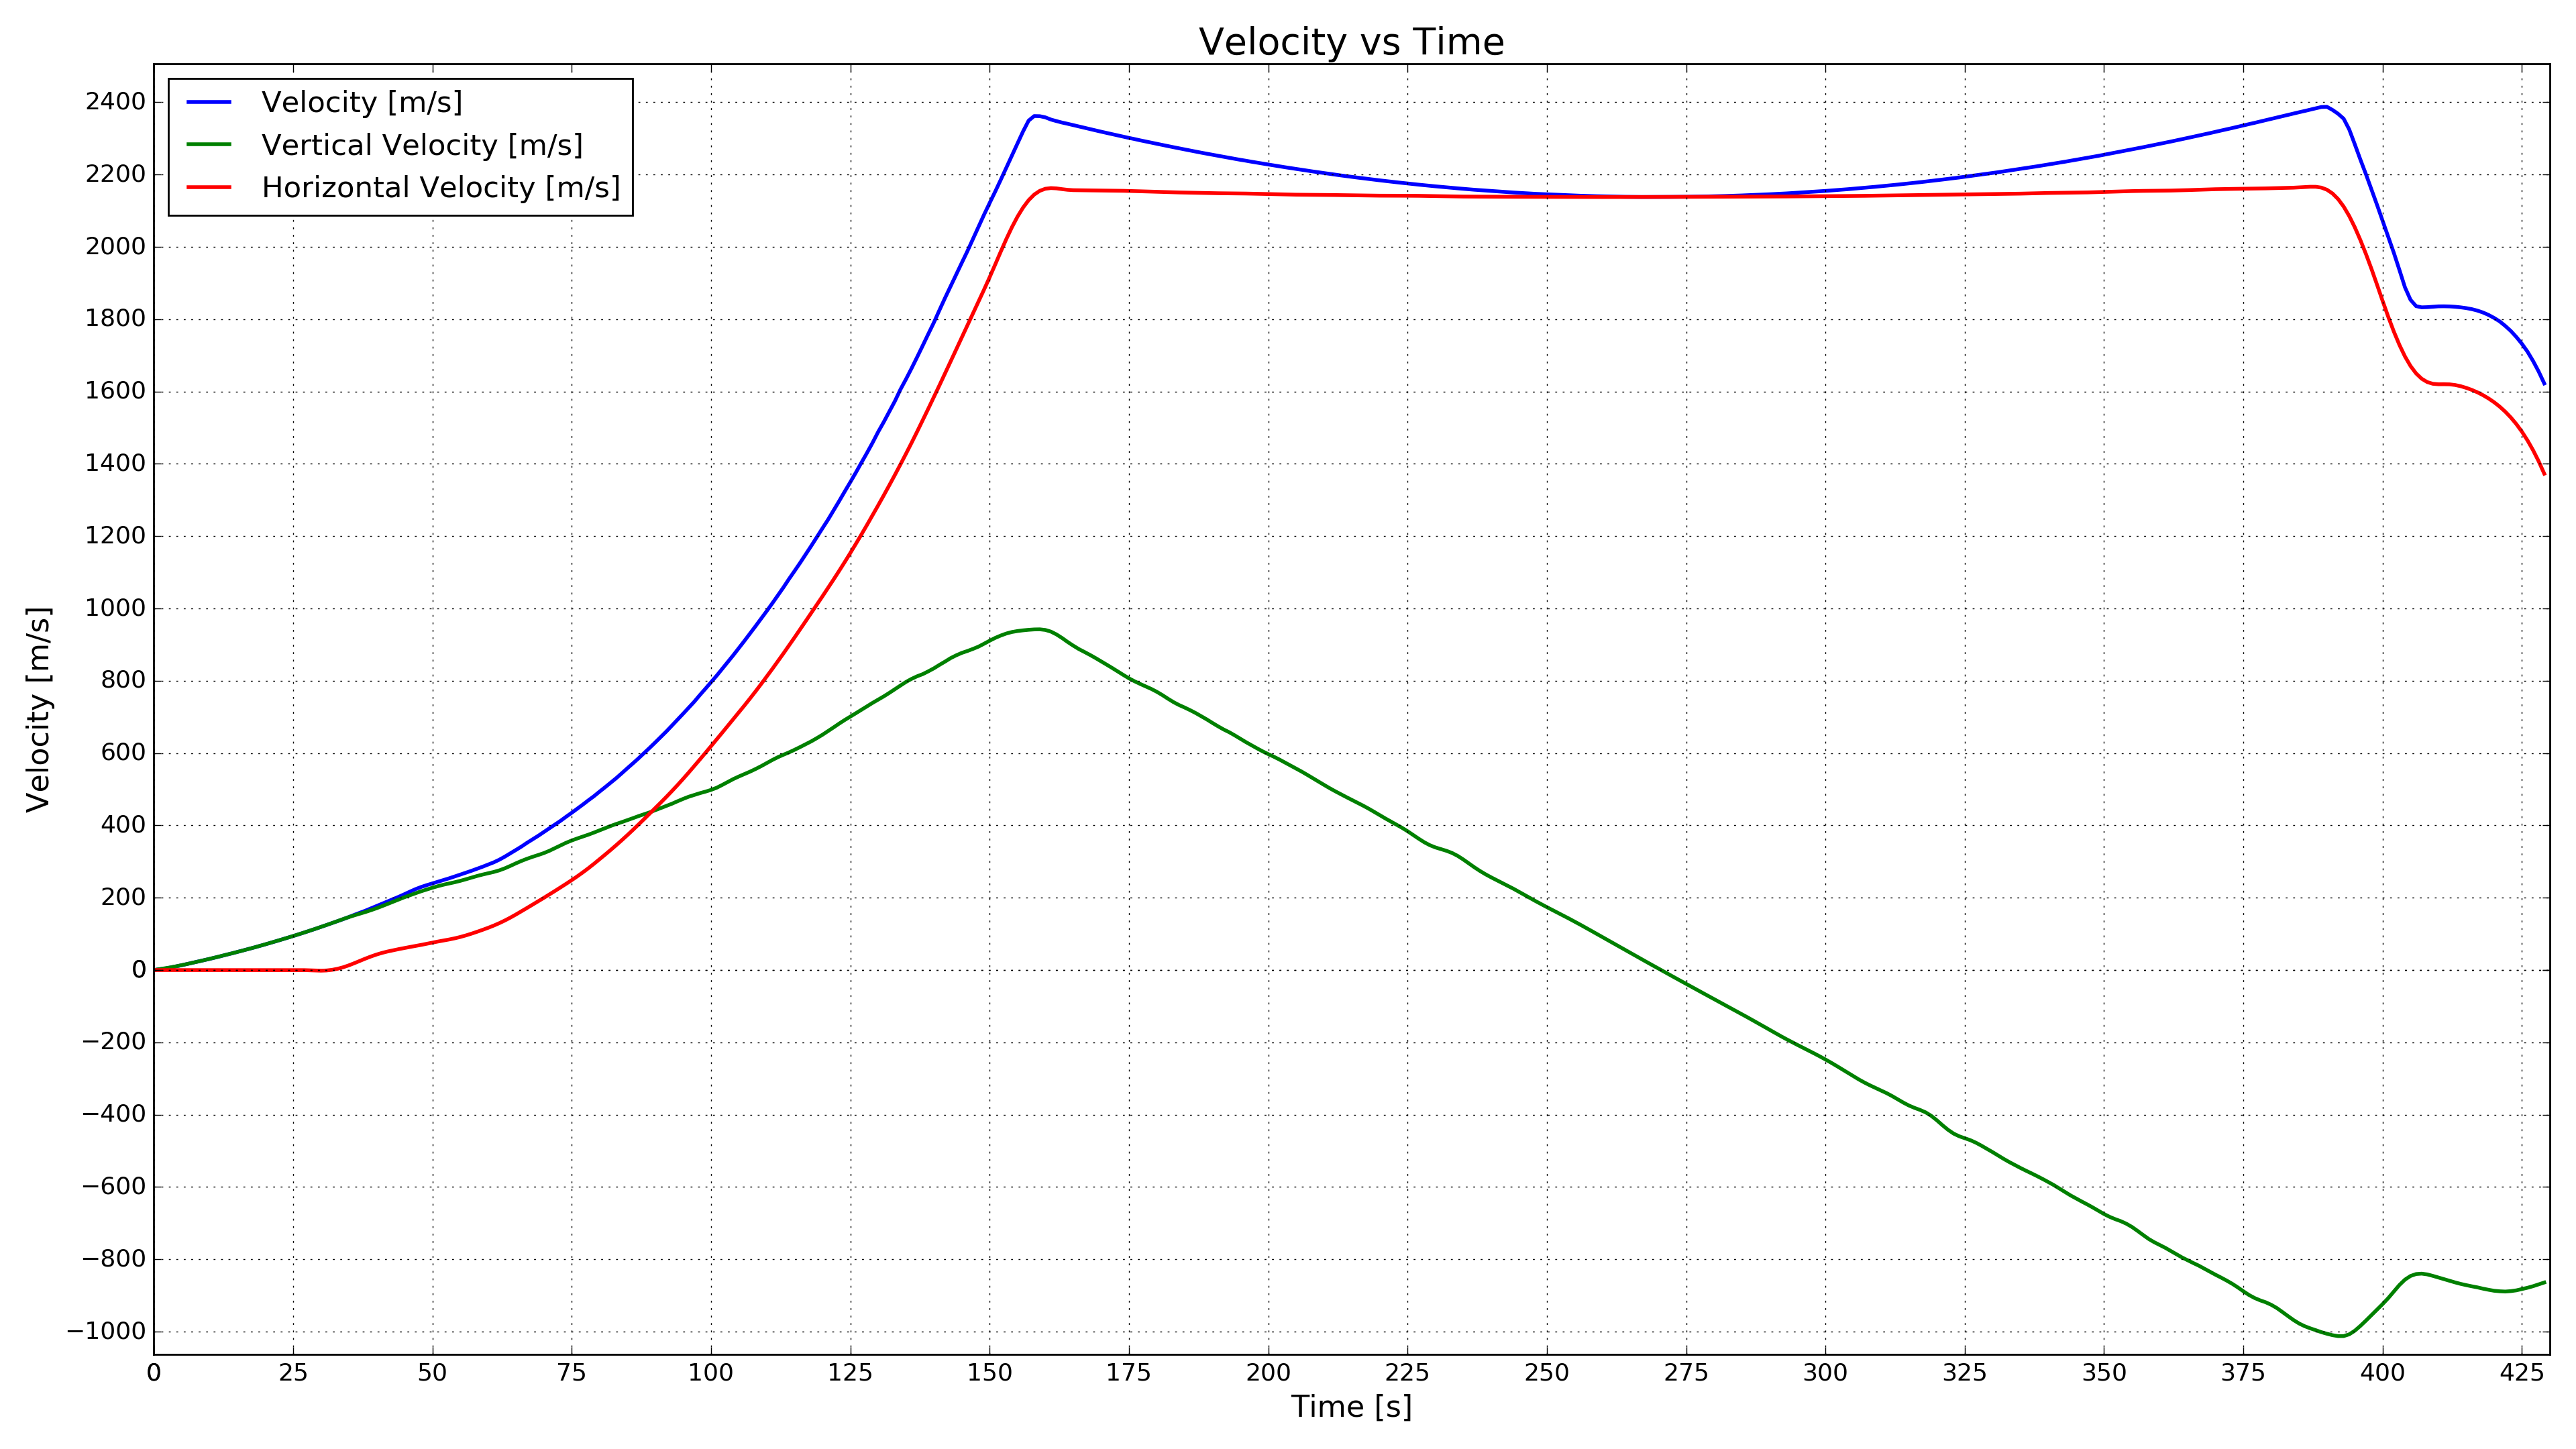 Velocity vs Time
Velocity [m/s]
Vertical Velocity [m/s]
Horizontal Velocity [m/s]
Velocity [m/s]
2400
2200
2000
1800
1600
1400
1200
1000
800
600
400
200
0
−200
−400
−600
−800
−1000
0 25 50 75 100 125 150 175 200 225 250 275 300 325 350 375 400 425
Time [s]